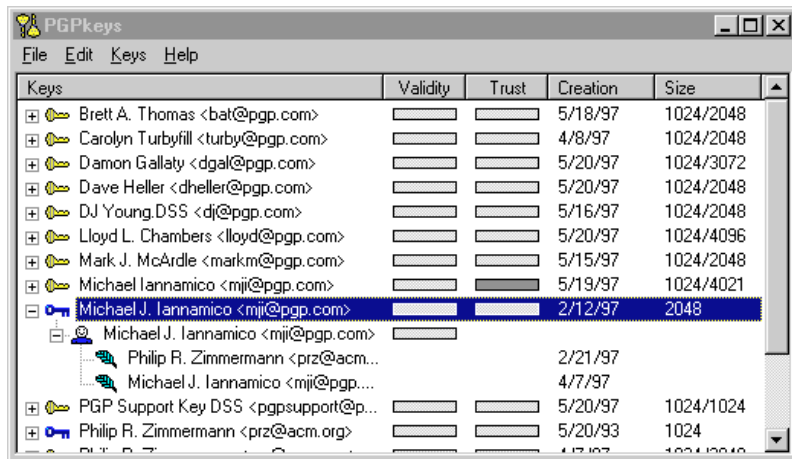 PGPkeys
File Edit Keys Help
Keys Validity Trust Creation Size
Brett A. Thomas <bat@pgp.com> 5/18/97 1024/2048
Carolyn Turbyfill <turby@pgp.com> 4/8/97 1024/2048
Damon Gallaty <dgal@pgp.com> 5/20/97 1024/3072
Dave Heller <dheller@pgp.com> 5/20/97 1024/2048
DJ Young.DSS <dj@pgp.com> 5/16/97 1024/2048
Lloyd L. Chambers <lloyd@pgp.com> 5/20/97 1024/4096
Mark J. McArdle <markm@pgp.com> 5/15/97 1024/2048
Michael Iannamico <mji@pgp.com> 5/19/97 1024/4021
Michael J. Iannamico <mji@pgp.com> 2/12/97 2048
Michael J. Iannamico <mji@pgp.com>
Philip R. Zimmermann <prz@acm... 2/21/97
Michael J. Iannamico <mji@pgp.... 4/7/97
PGP Support Key DSS <pgpsupport@p... 5/20/97 1024/1024
Philip R. Zimmermann <prz@acm.org> 5/20/93 1024